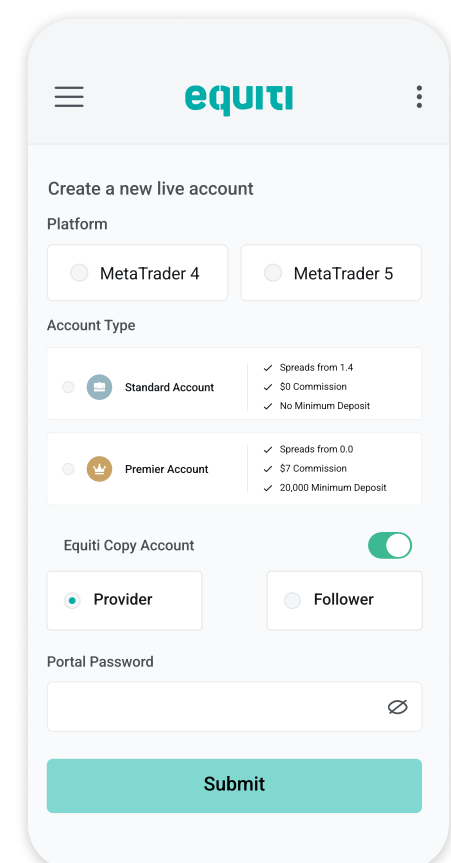 equiti
Create a new live account
Platform
MetaTrader 4
MetaTrader 5
Account Type
Standard Account
Spreads from 1.4
$0 Commission
No Minimum Deposit
Premier Account
Spreads from 0.0
$7 Commission
20,000 Minimum Deposit
Equiti Copy Account
Provider
Follower
Portal Password
Submit